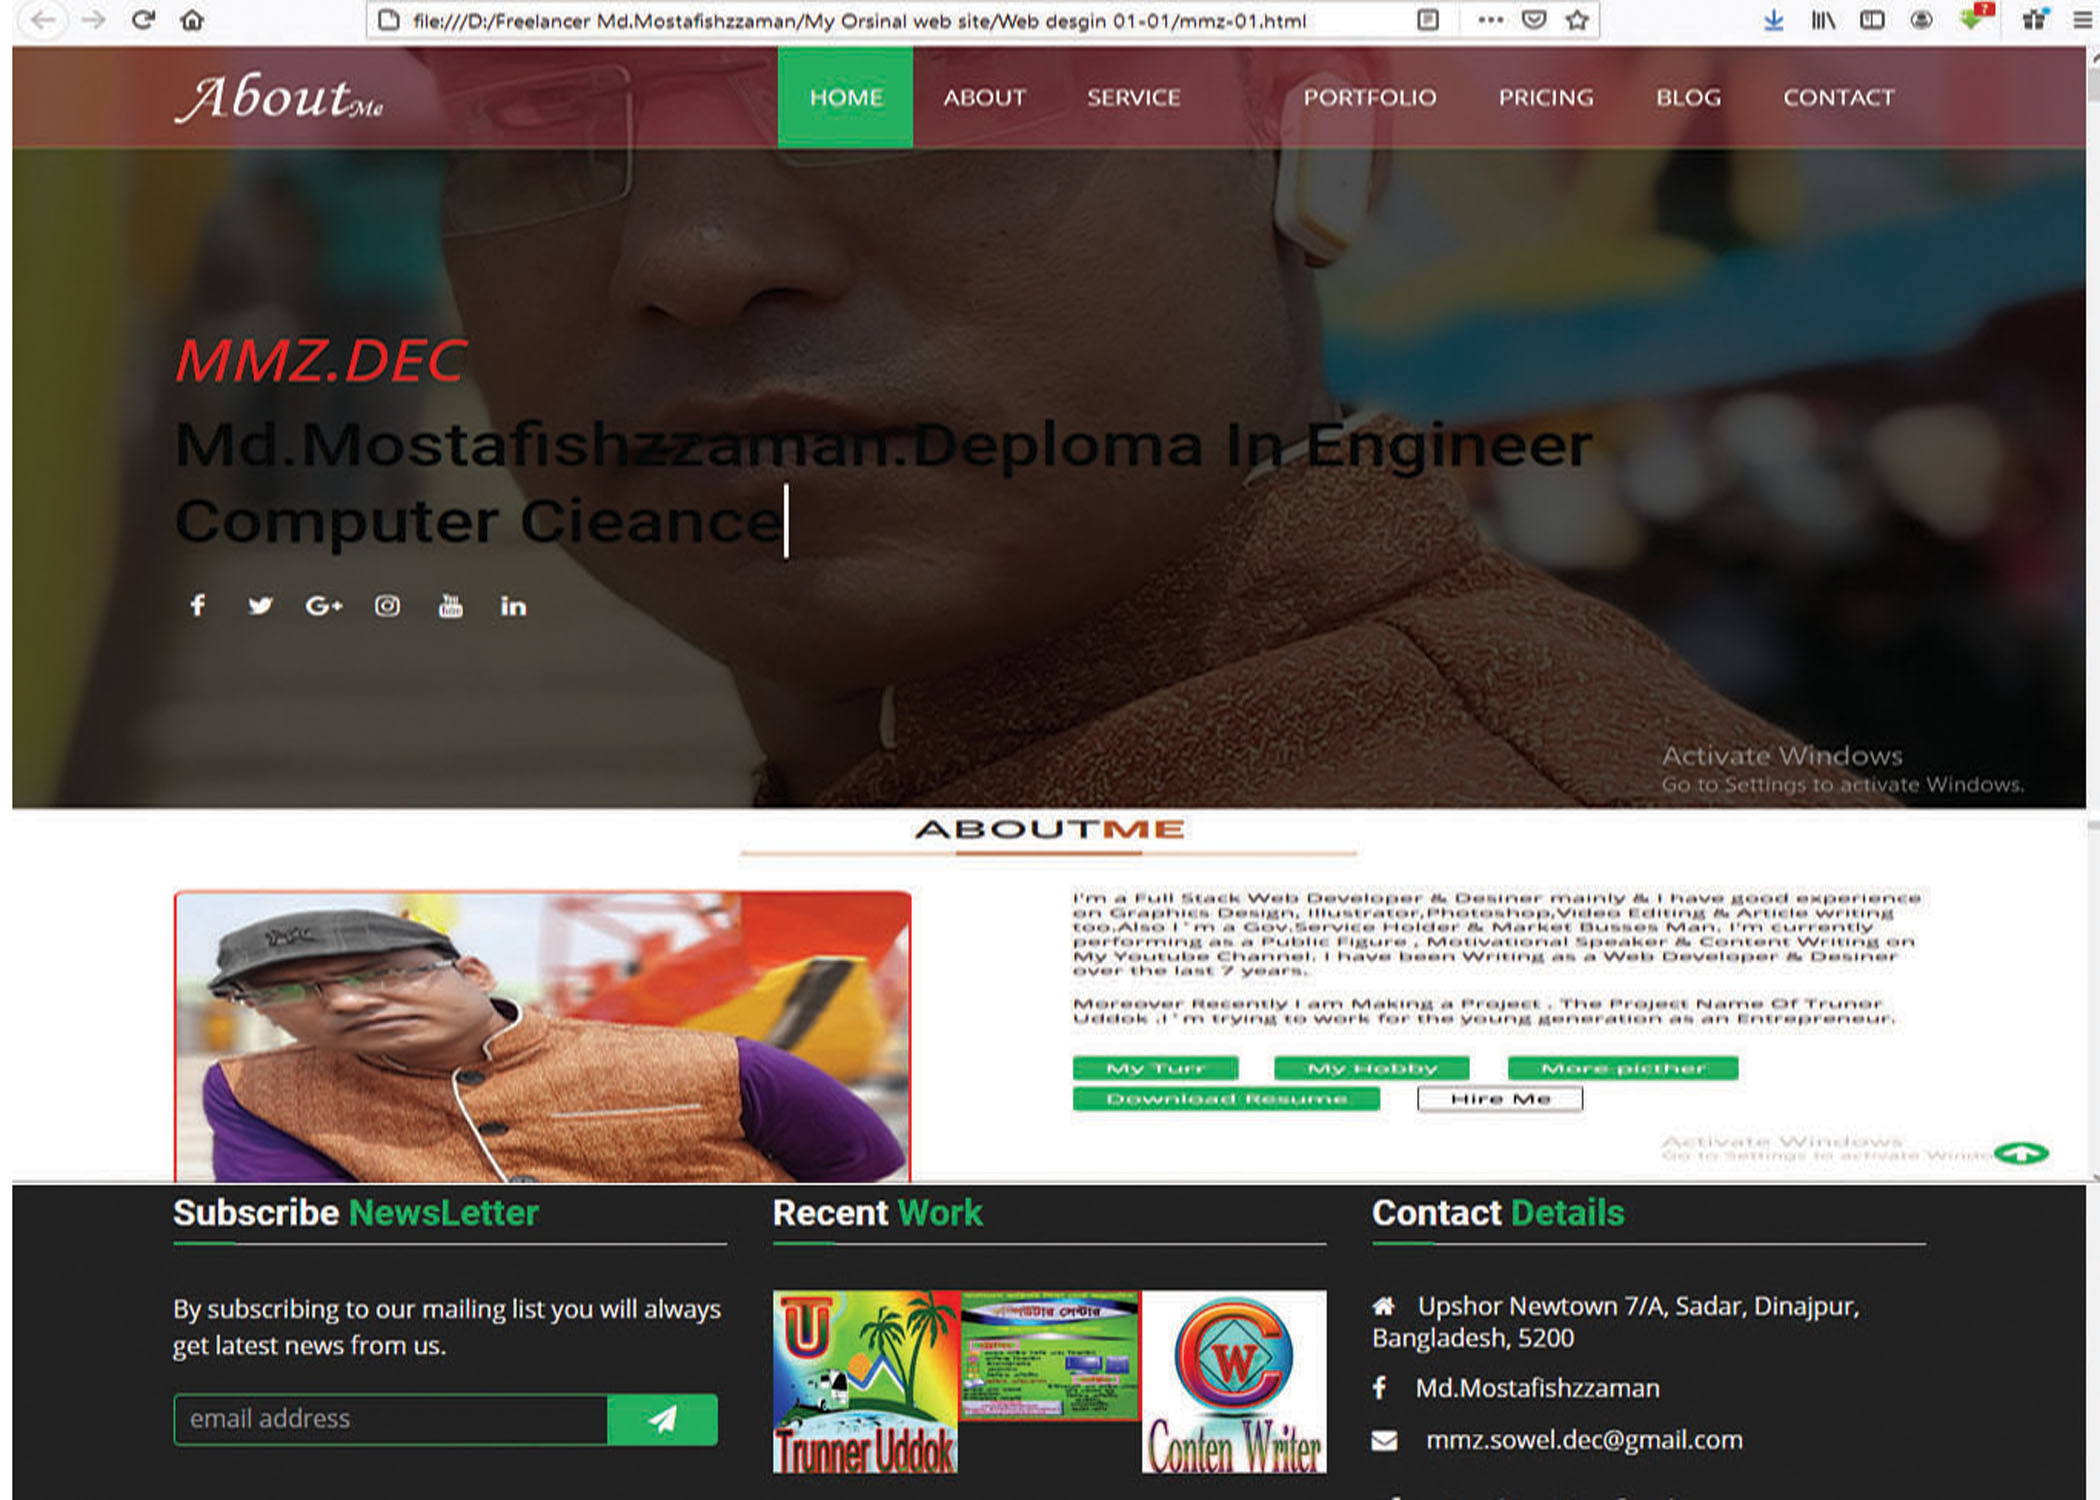 file:///D:/Freelancer Md.Mostafishzzaman/My Orsinal web site/Web desgin 01-01/mmz-01.html
AboutMe
HOME ABOUT SERVICE PORTFOLIO PRICING BLOG CONTACT
MMZ.DEC
Md.Mostafishzzaman.Deploma In Engineer
Computer Cieance
Activate Windows
Go to Settings to activate Windows.
ABOUTME
I'm a Full Stack Web Developer & Desiner mainly & I have good experience
on Graphics Design, Illustrator,Photoshop,Video Editing & Article writing
too.Also I'm a Gov.Service Holder & Market Busses Man. I'm currently
performing as a Public Figure , Motivational Speaker & Content Writing on
My Youtube Channel. I have been Writing as a Web Developer & Desiner
over the last 7 years.
Moreover Recently I am Making a Project . The Project Name Of Trunor
Uddok .I'm trying to work for the young generation as an Entrepreneur.
My Turr My Hobby More picther
Download Resume Hire Me
Activate Windows
Go to Settings to activate Windo
Subscribe NewsLetter
By subscribing to our mailing list you will always
get latest news from us.
email address
Recent Work
U
Trunner Uddok
কম্পিউটার সেন্টার
C W
Conten Writer
Contact Details
Upshor Newtown 7/A, Sadar, Dinajpur,
Bangladesh, 5200
Md.Mostafishzzaman
mmz.sowel.dec@gmail.com